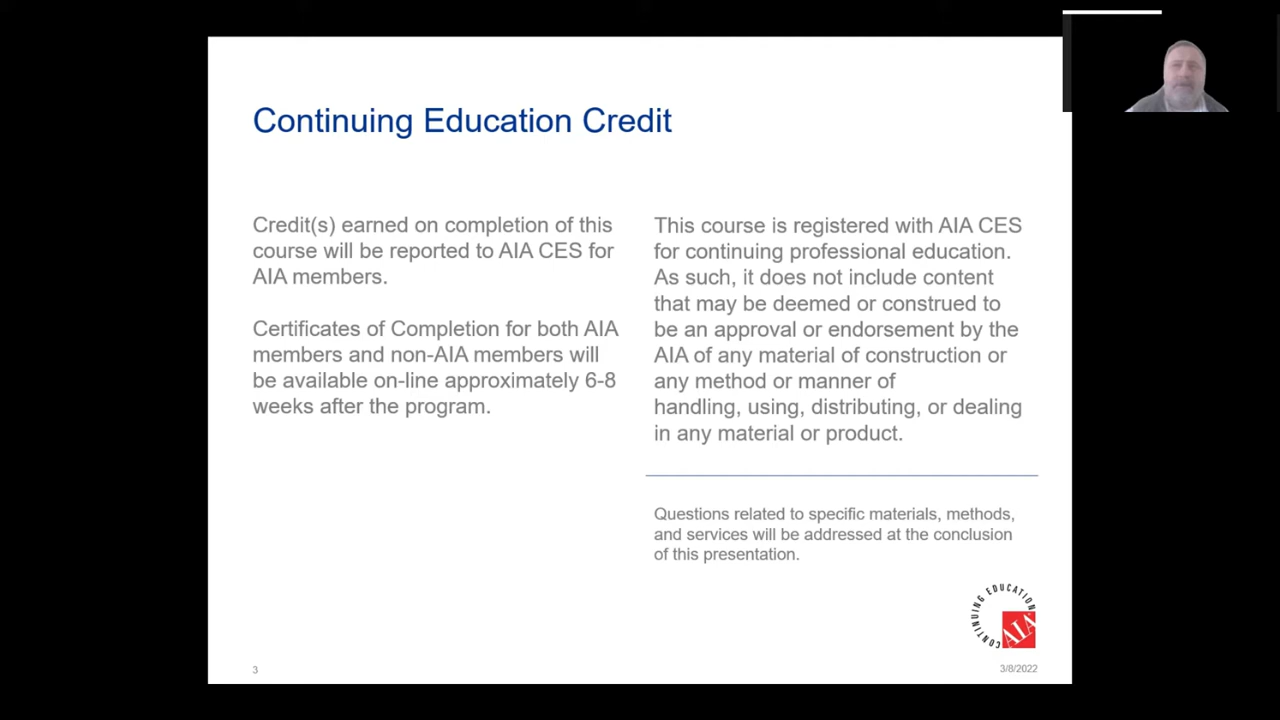 Continuing Education Credit
Credit(s) earned on completion of this
course will be reported to AIA CES for
AIA members.
Certificates of Completion for both AIA
members and non-AIA members will
be available on-line approximately 6-8
weeks after the program.
This course is registered with AIA CES
for continuing professional education.
As such, it does not include content
that may be deemed or construed to
be an approval or endorsement by the
AIA of any material of construction or
any method or manner of
handling, using, distributing, or dealing
in any material or product.
Questions related to specific materials, methods,
and services will be addressed at the conclusion
of this presentation.
CONTINUING EDUCATION
AIA
3
3/8/2022